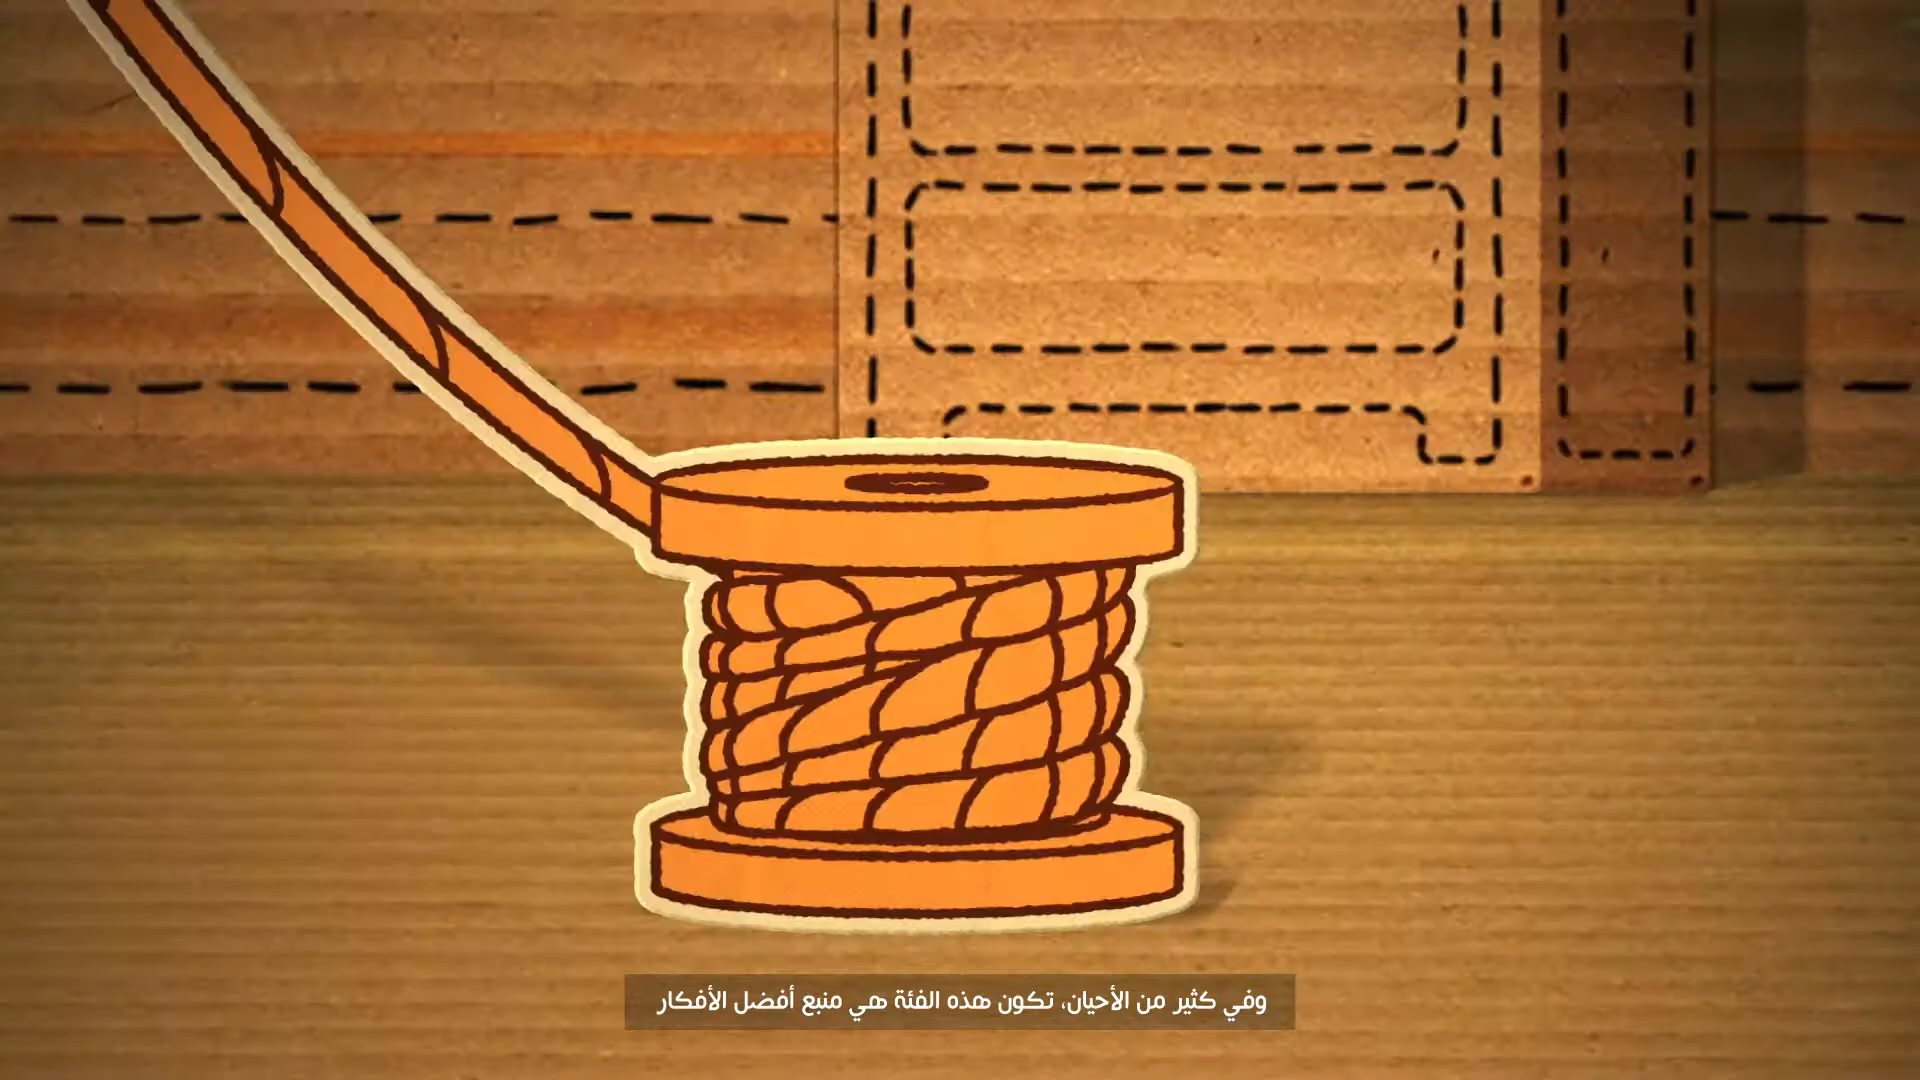 وفي كثير من الأحيان، تكون هذه الفئة هي منبع أفضل الأفكار